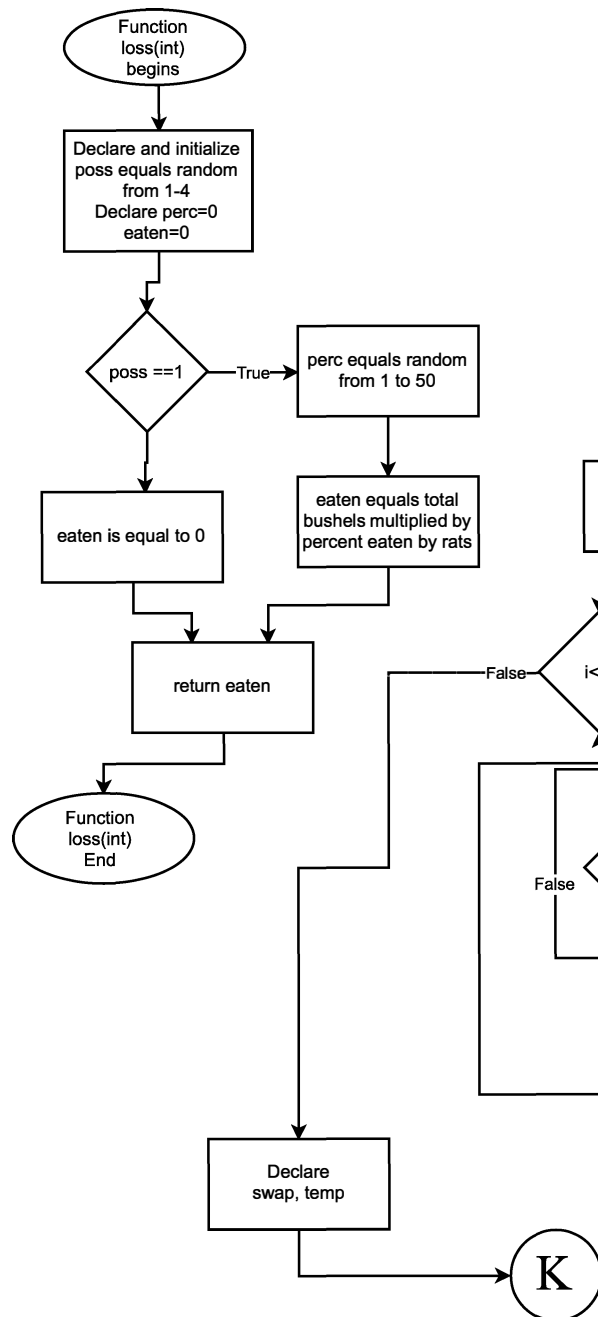 Function
loss(int)
begins
Declare and initialize
poss equals random
from 1-4
Declare perc=0
eaten=0
poss ==1
True
perc equals random
from 1 to 50
eaten is equal to 0
eaten equals total
bushels multiplied by
percent eaten by rats
return eaten
Function
loss(int)
End
False
i<
False
Declare
swap, temp
K